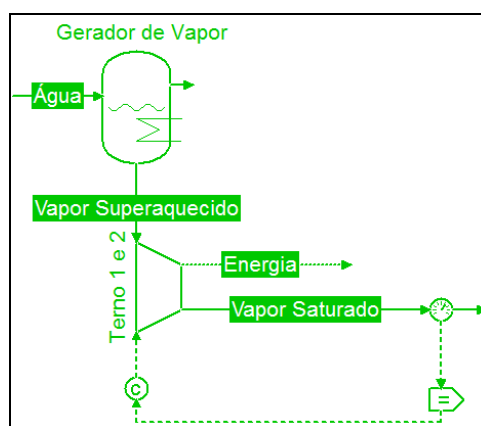 Gerador de Vapor
Água
Vapor Superaquecido
Terno 1 e 2
Energia
Vapor Saturado
C
=